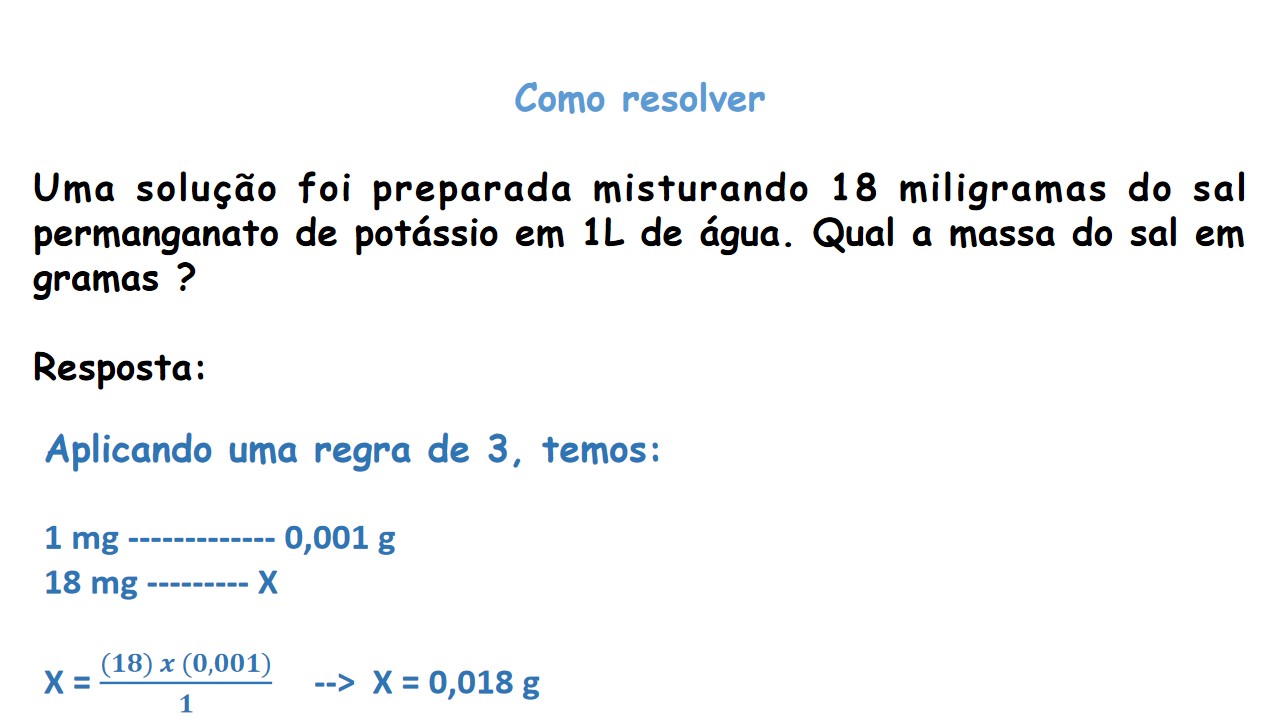 Como resolver
Uma solução foi preparada misturando 18 miligramas do sal
permanganato de potássio em 1L de água. Qual a massa do sal em
gramas ?
Resposta:
Aplicando uma regra de 3, temos:
1 mg ------------- 0,001 g
18 mg --------- X
X = (18) x (0,001) / 1 --> X = 0,018 g